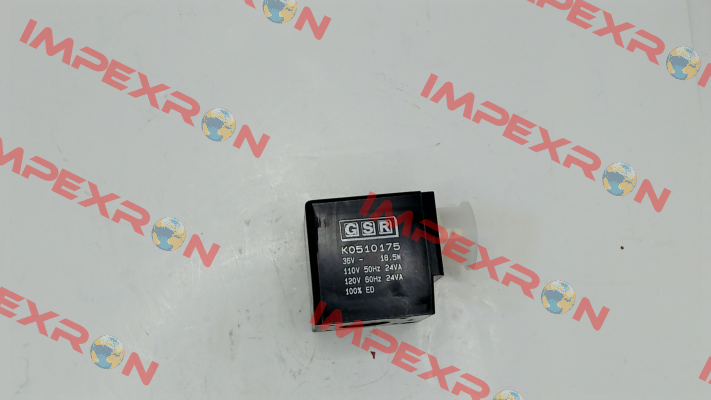 IMPEXRON
IMPEXRON
IMPEXRON
IMPEXRON
IMPEXRON
GSR
K0510175
36V - 18.5W
110V 50Hz 24VA
120V 60Hz 24VA
100% ED
IMPEXRON
IMPEXRON
IMPEXRON